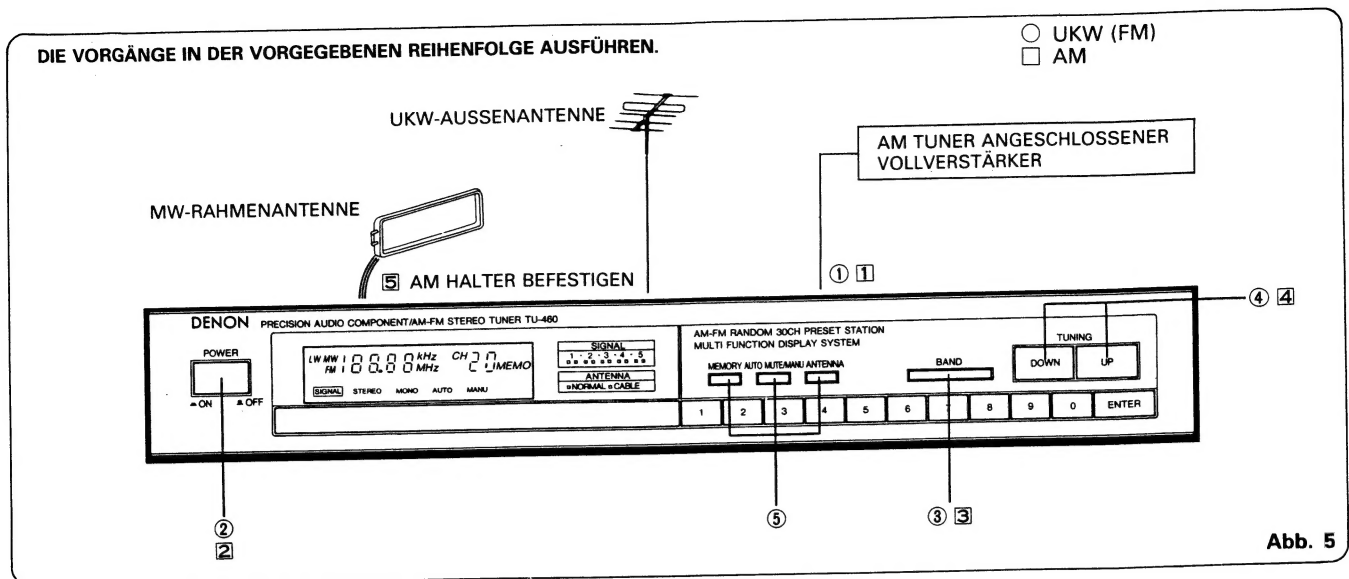 DIE VORGÄNGE IN DER VORGEGEBENEN REIHENFOLGE AUSFÜHREN.
○ UKW (FM)
□ AM
UKW-AUSSENANTENNE
AM TUNER ANGESCHLOSSENER
VOLLVERSTÄRKER
MW-RAHMENANTENNE
5 AM HALTER BEFESTIGEN
① 1
④ 4
DENON PRECISION AUDIO COMPONENT/AM-FM STEREO TUNER TU-460
POWER
ON OFF
LW MW 100.00 kHz CH 20 MEMO
FM 100.00 MHz
SIGNAL STEREO MONO AUTO MANU
SIGNAL
1 - 2 - 3 - 4 - 5
ANTENNA
NORMAL CABLE
AM-FM RANDOM 30CH PRESET STATION
MULTI FUNCTION DISPLAY SYSTEM
MEMORY AUTO MUTE/MANU ANTENNA
BAND
TUNING
DOWN UP
1 2 3 4 5 6 7 8 9 0 ENTER
②
2
⑤
③ 3
Abb. 5